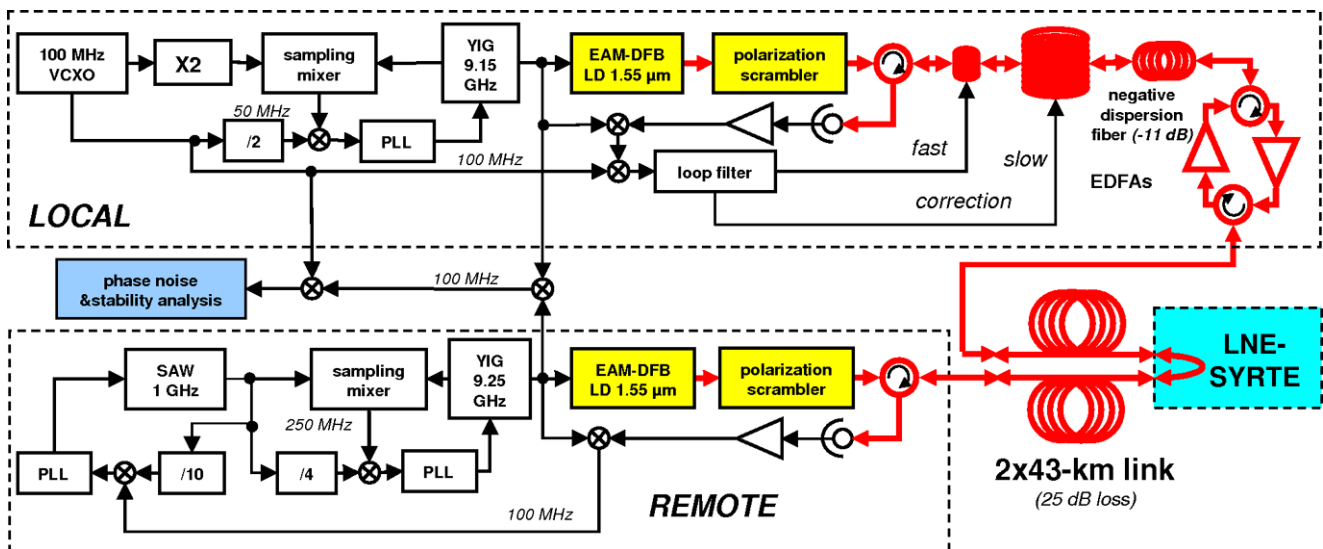 100 MHz
VCXO
X2
sampling
mixer
YIG
9.15
GHz
EAM-DFB
LD 1.55 µm
polarization
scrambler
50 MHz
/2
PLL
100 MHz
loop filter
fast
slow
correction
negative
dispersion
fiber (-11 dB)
EDFAs
LOCAL
phase noise
&stability analysis
100 MHz
SAW
1 GHz
sampling
mixer
YIG
9.25
GHz
EAM-DFB
LD 1.55 µm
polarization
scrambler
LNE-
SYRTE
250 MHz
PLL
/10
/4
PLL
100 MHz
REMOTE
2x43-km link
(25 dB loss)